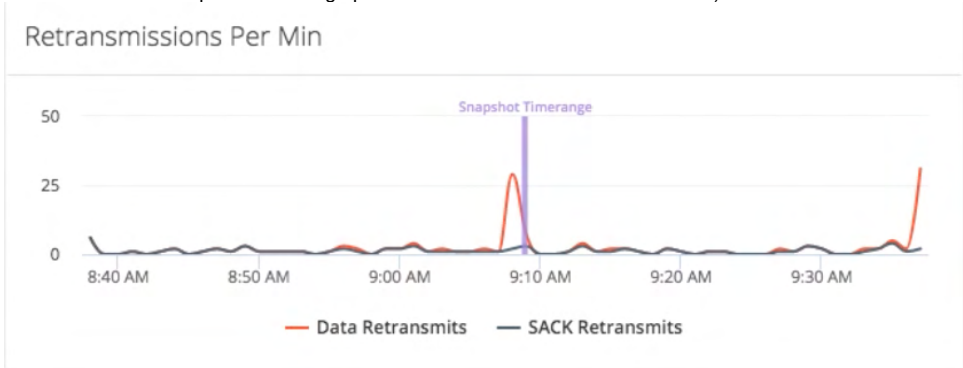 Retransmissions Per Min
Snapshot Timerange
50
25
0
8:40 AM 8:50 AM 9:00 AM 9:10 AM 9:20 AM 9:30 AM
Data Retransmits SACK Retransmits